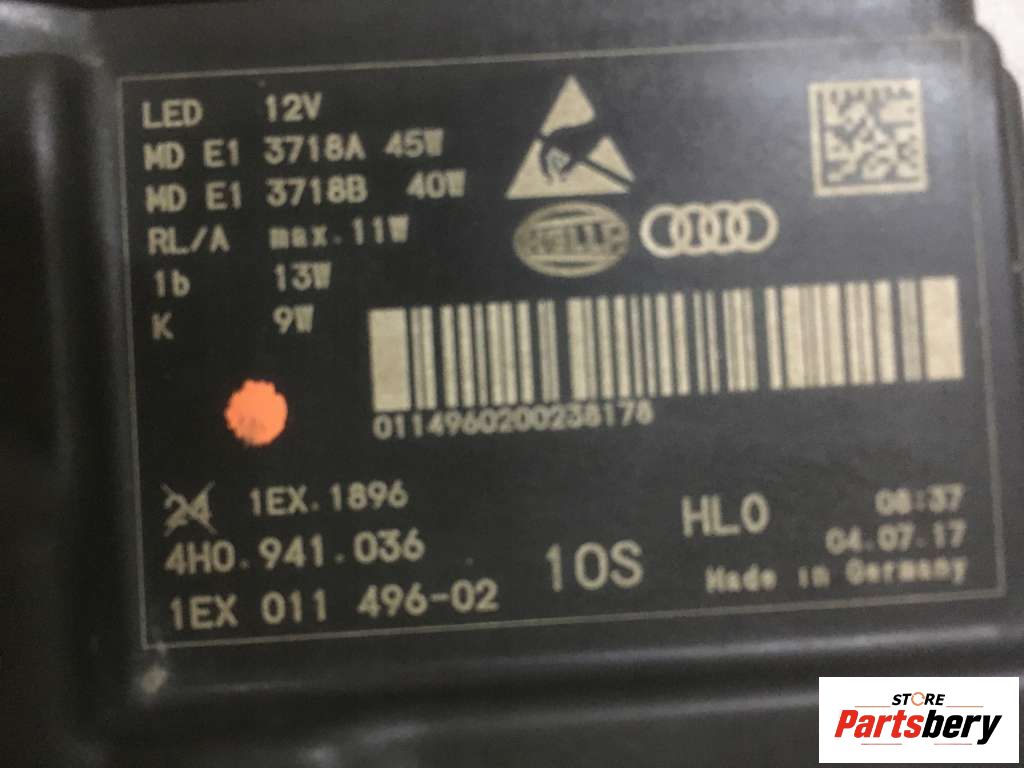 LED 12V
MD E1 3718A 45W
MD E1 3718B 40W
RL/A max.11W
1b 13W
K 9W
HELLA
0114960200238178
24 1EX.1896
4H0.941.036
1EX 011 496-02
10S
HL0
08:37
04.07.17
Made in Germany
STORE
Partsbery